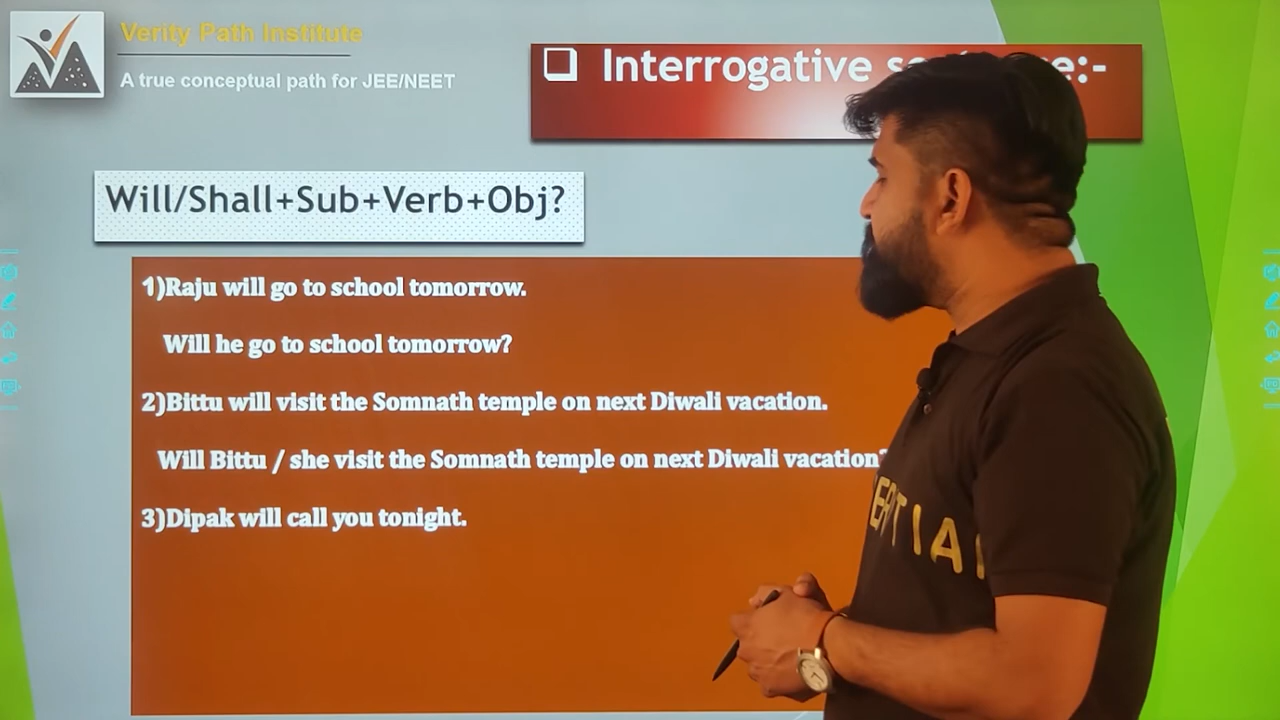 Verity Path Institute
A true conceptual path for JEE/NEET
Interrogative :-
Will/Shall+Sub+Verb+Obj?
1)Raju will go to school tomorrow.
Will he go to school tomorrow?
2)Bittu will visit the Somnath temple on next Diwali vacation.
Will Bittu / she visit the Somnath temple on next Diwali vacation?
3)Dipak will call you tonight.